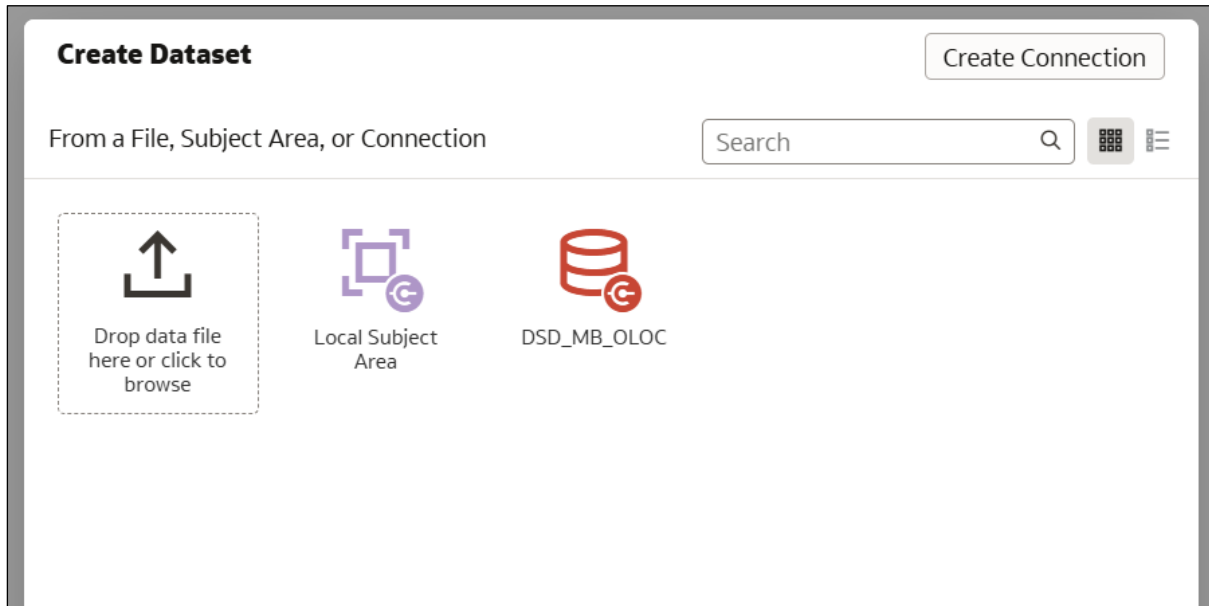 Create Dataset
Create Connection
From a File, Subject Area, or Connection
Search
Drop data file
here or click to
browse
Local Subject
Area
DSD_MB_OLOC